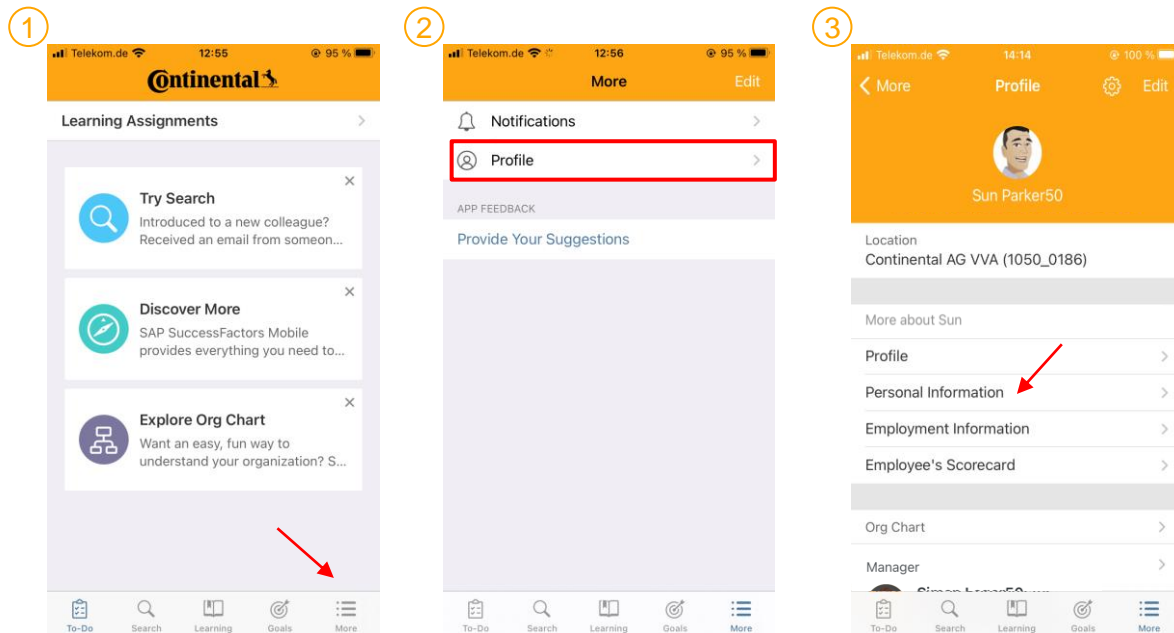 1
Telekom.de 12:55 95 %
Continental
Learning Assignments
Try Search
Introduced to a new colleague?
Received an email from someon...
Discover More
SAP SuccessFactors Mobile
provides everything you need to...
Explore Org Chart
Want an easy, fun way to
understand your organization? S...
To-Do Search Learning Goals More
2
Telekom.de 12:56 95 %
More Edit
Notifications
Profile
APP FEEDBACK
Provide Your Suggestions
To-Do Search Learning Goals More
3
Telekom.de 14:14 100 %
More Profile Edit
Sun Parker50
Location
Continental AG VVA (1050_0186)
More about Sun
Profile
Personal Information
Employment Information
Employee's Scorecard
Org Chart
Manager
To-Do Search Learning Goals More